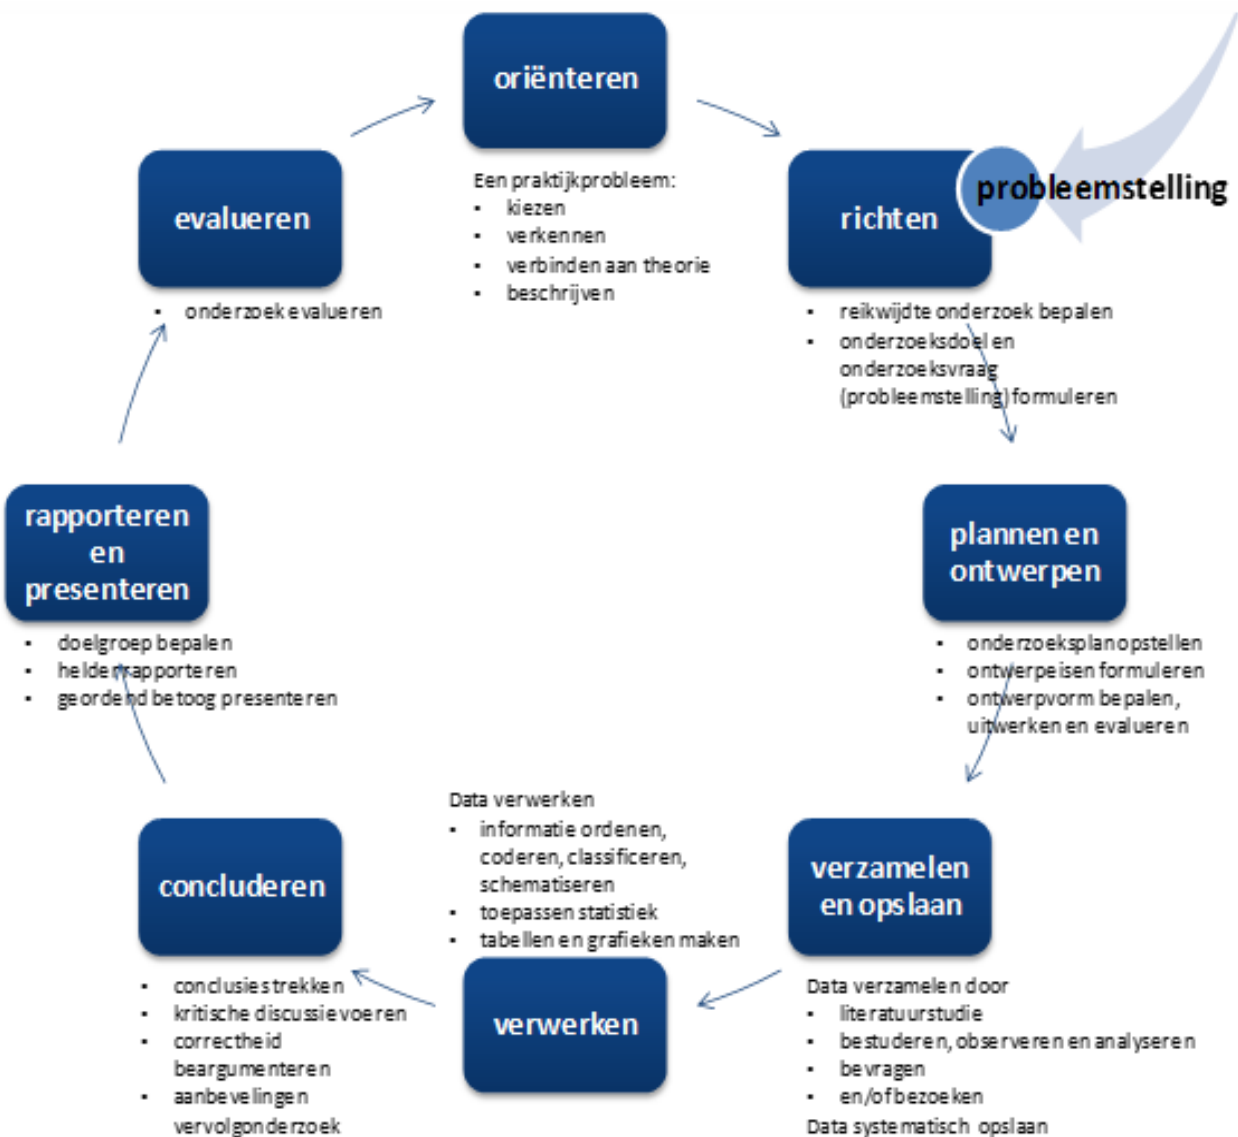 oriënteren
Een praktijkprobleem:
▪ kiezen
▪ verkennen
▪ verbinden aan theorie
▪ beschrijven
richten
probleemstelling
▪ reikwijdte onderzoek bepalen
▪ onderzoeksdoel en
onderzoeksvraag
(probleemstelling) formuleren
plannen en
ontwerpen
▪ onderzoeksplan opstellen
▪ ontwerpeisen formuleren
▪ ontwerpvorm bepalen,
uitwerken en evalueren
verzamelen
en opslaan
Data verzamelen door
▪ literatuurstudie
▪ bestuderen, observeren en analyseren
▪ bevragen
▪ en/of bezoeken
Data systematisch opslaan
Data verwerken
▪ informatie ordenen,
coderen, classificeren,
schematiseren
▪ toepassen statistiek
▪ tabellen en grafieken maken
verwerken
concluderen
▪ conclusies trekken
▪ kritische discussie voeren
▪ correctheid
beargumenteren
▪ aanbevelingen
vervolgonderzoek
rapporteren
en
presenteren
▪ doelgroep bepalen
▪ helder rapporteren
▪ geordend betoog presenteren
evalueren
▪ onderzoek evalueren